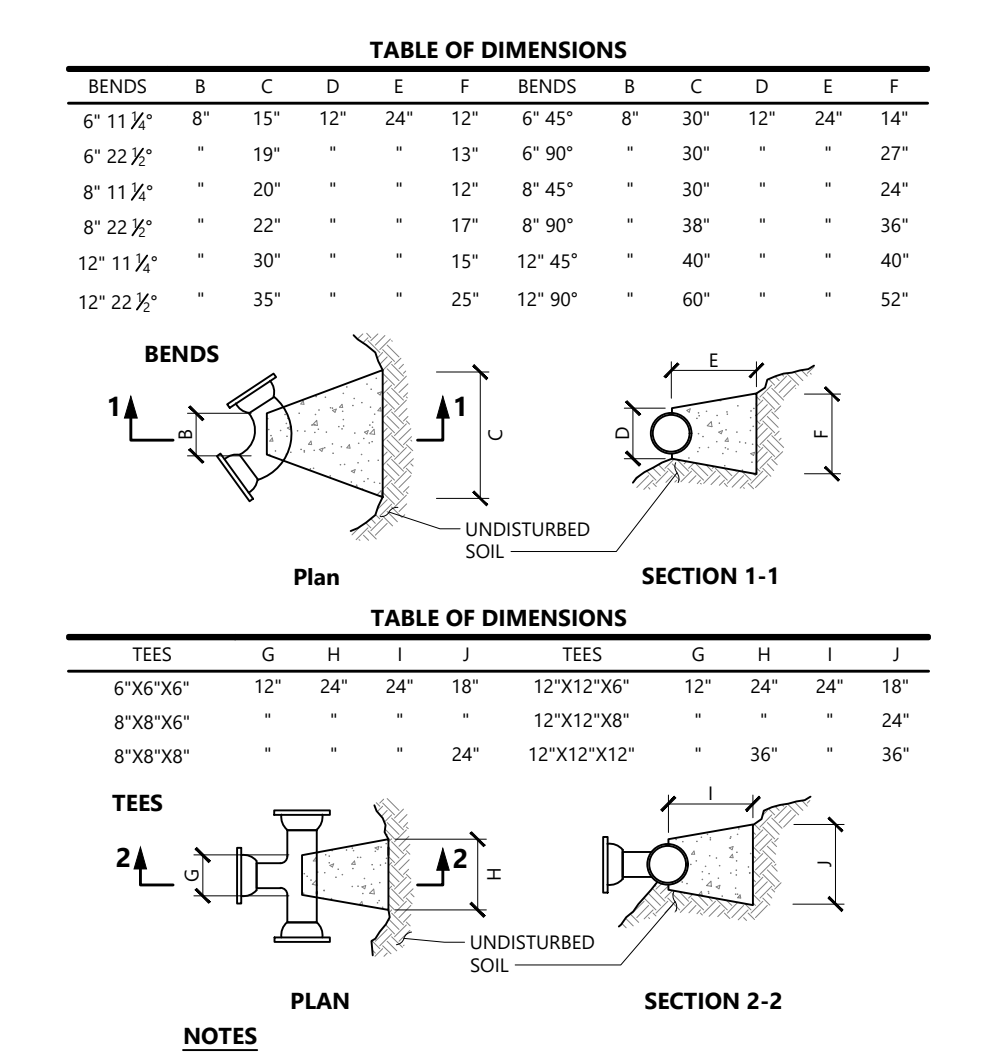 TABLE OF DIMENSIONS
BENDS B C D E F BENDS B C D E F
6" 11 ¼° 8" 15" 12" 24" 12" 6" 45° 8" 30" 12" 24" 14"
6" 22 ½° " 19" " " 13" 6" 90° " 30" " " 27"
8" 11 ¼° " 20" " " 12" 8" 45° " 30" " " 24"
8" 22 ½° " 22" " " 17" 8" 90° " 38" " " 36"
12" 11 ¼° " 30" " " 15" 12" 45° " 40" " " 40"
12" 22 ½° " 35" " " 25" 12" 90° " 60" " " 52"
BENDS
E
1 1
B C D F
UNDISTURBED
SOIL
Plan SECTION 1-1
TABLE OF DIMENSIONS
TEES G H I J TEES G H I J
6"X6"X6" 12" 24" 24" 18" 12"X12"X6" 12" 24" 24" 18"
8"X8"X6" " " " " 12"X12"X8" " " " 24"
8"X8"X8" " " " 24" 12"X12"X12" " 36" " 36"
TEES I
2 2
G H J
UNDISTURBED
SOIL
PLAN SECTION 2-2
NOTES